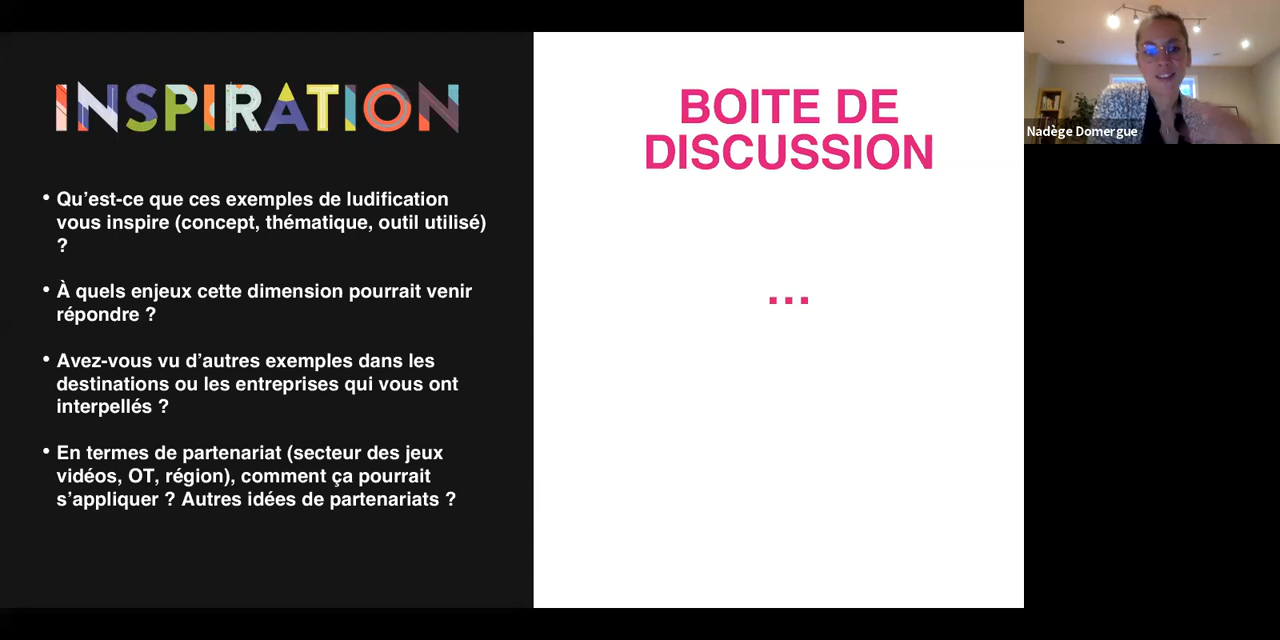 INSPIRATION
• Qu’est-ce que ces exemples de ludification
vous inspire (concept, thématique, outil utilisé)
?
• À quels enjeux cette dimension pourrait venir
répondre ?
• Avez-vous vu d’autres exemples dans les
destinations ou les entreprises qui vous ont
interpellés ?
• En termes de partenariat (secteur des jeux
vidéos, OT, région), comment ça pourrait
s’appliquer ? Autres idées de partenariats ?
BOITE DE
DISCUSSION
...
Nadège Domergue